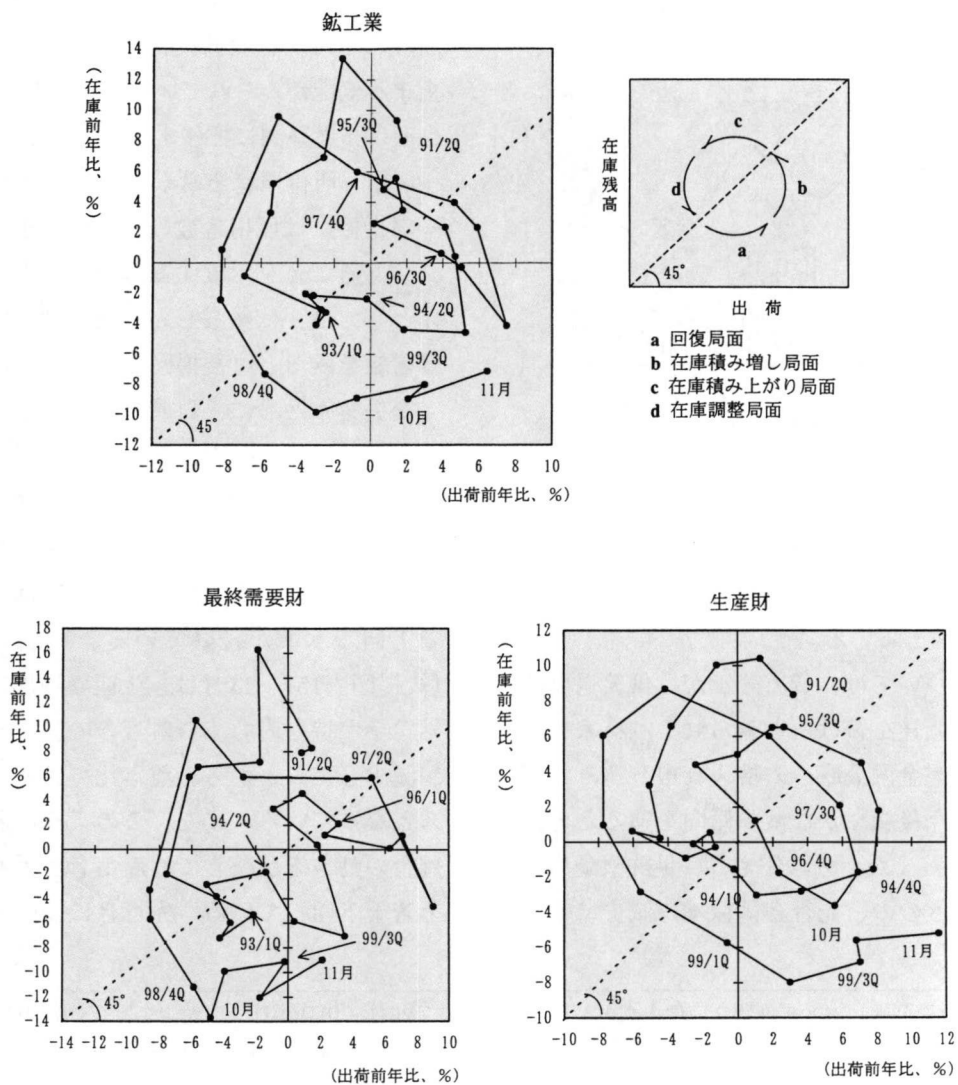 鉱工業
(在庫前年比、%)
14
12
10
8
6
4
2
0
-2
-4
-6
-8
-10
-12
-12 -10 -8 -6 -4 -2 0 2 4 6 8 10
(出荷前年比、%)
95/3Q
91/2Q
97/4Q
96/3Q
94/2Q
93/1Q
99/3Q
98/4Q
11月
10月
45°
在庫残高
c
d
b
a
45°
出 荷
a 回復局面
b 在庫積み増し局面
c 在庫積み上がり局面
d 在庫調整局面
最終需要財
(在庫前年比、%)
18
16
14
12
10
8
6
4
2
0
-2
-4
-6
-8
-10
-12
-14
-14 -12 -10 -8 -6 -4 -2 0 2 4 6 8 10
(出荷前年比、%)
91/2Q
97/2Q
96/1Q
94/2Q
93/1Q
99/3Q
98/4Q
10月
11月
45°
生産財
(在庫前年比、%)
12
10
8
6
4
2
0
-2
-4
-6
-8
-10
-10 -8 -6 -4 -2 0 2 4 6 8 10 12
(出荷前年比、%)
91/2Q
95/3Q
97/3Q
96/4Q
94/1Q
94/4Q
99/1Q
10月
11月
99/3Q
45°